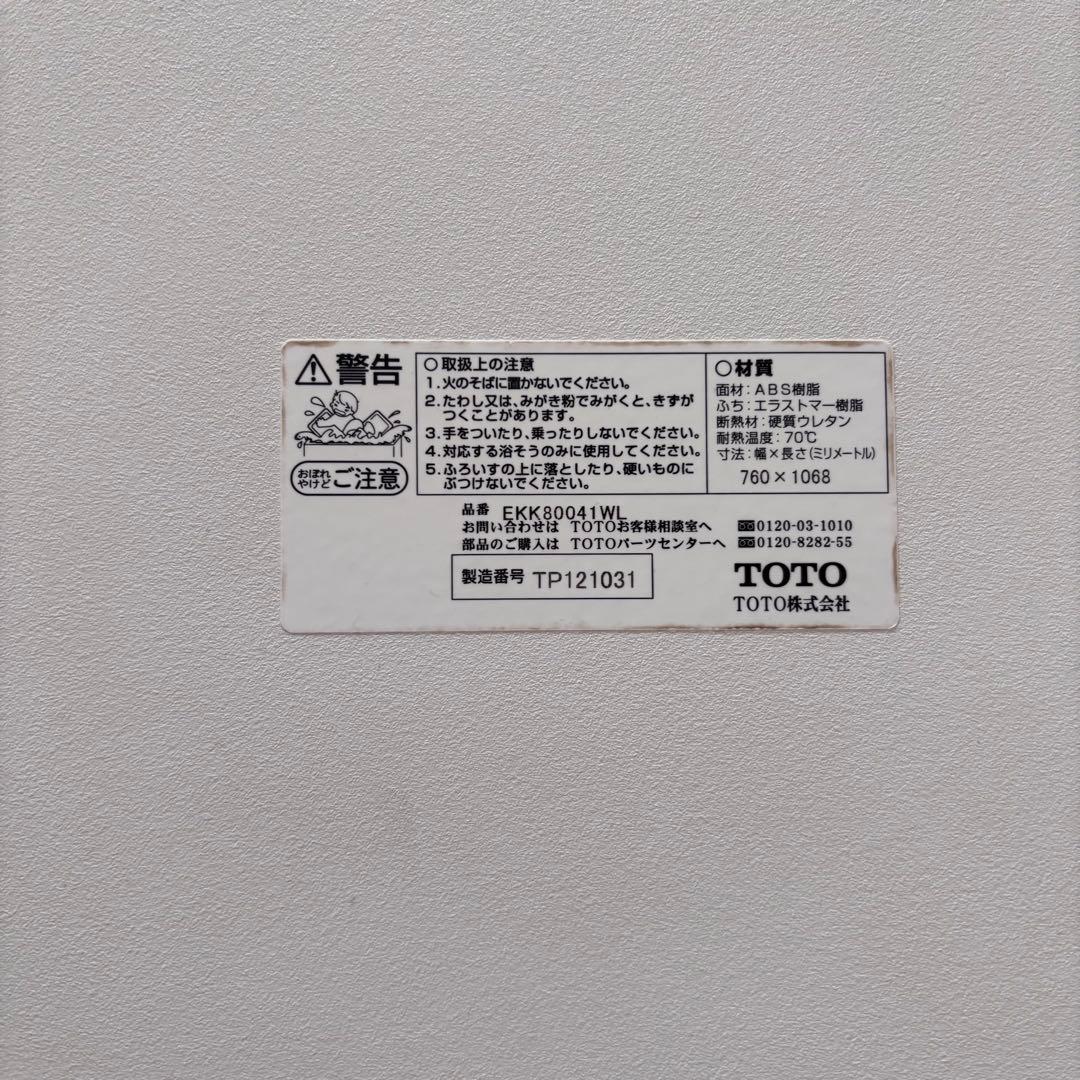 警告
おぼれ
やけど
ご注意
○取扱上の注意
1.火のそばに置かないでください。
2.たわし又は、みがき粉でみがくと、きずが
つくことがあります。
3.手をついたり、乗ったりしないでください。
4.対応する浴そうのみに使用してください。
5.ふろいすの上に落としたり、硬いものに
ぶつけないでください。
○材質
面材:ABS樹脂
ふち:エラストマー樹脂
断熱材:硬質ウレタン
耐熱温度:70℃
寸法:幅×長さ(ミリメートル)
760×1068
品番 EKK80041WL
お問い合わせは TOTOお客様相談室へ 0120-03-1010
部品のご購入は TOTOパーツセンターへ 0120-8282-55
製造番号 TP121031
TOTO
TOTO株式会社